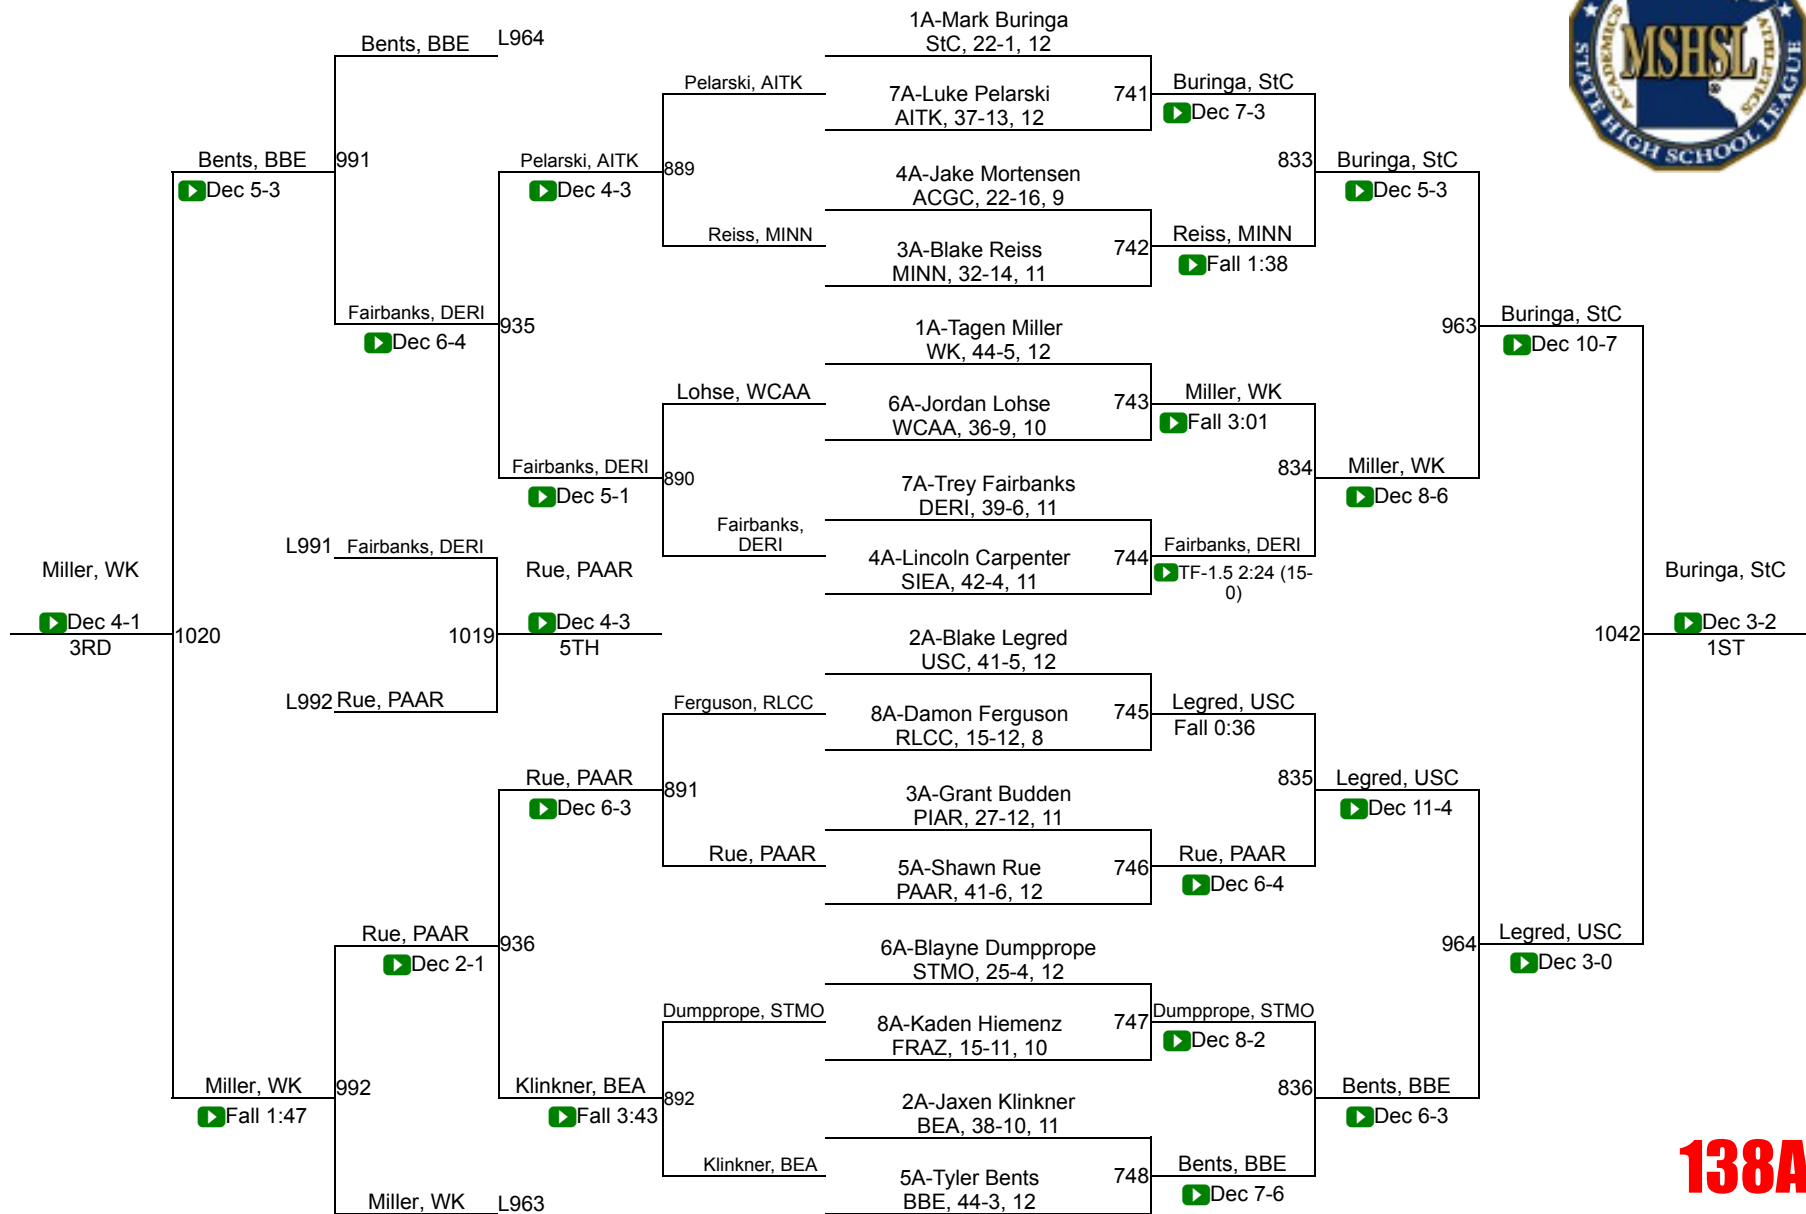 Bents, BBE
L964
1A-Mark Buringa
StC, 22-1, 12
Pelarski, AITK
7A-Luke Pelarski
AITK, 37-13, 12
741
Buringa, StC
Dec 7-3
Bents, BBE
Dec 5-3
991
Pelarski, AITK
Dec 4-3
889
4A-Jake Mortensen
ACGC, 22-16, 9
833
Buringa, StC
Dec 5-3
Reiss, MINN
3A-Blake Reiss
MINN, 32-14, 11
742
Reiss, MINN
Fall 1:38
Fairbanks, DERI
Dec 6-4
935
1A-Tagen Miller
WK, 44-5, 12
963
Buringa, StC
Dec 10-7
Lohse, WCAA
6A-Jordan Lohse
WCAA, 36-9, 10
743
Miller, WK
Fall 3:01
Fairbanks, DERI
Dec 5-1
890
7A-Trey Fairbanks
DERI, 39-6, 11
834
Miller, WK
Dec 8-6
Fairbanks,
DERI
4A-Lincoln Carpenter
SIEA, 42-4, 11
744
Fairbanks, DERI
TF-1.5 2:24 (15-
0)
L991
Fairbanks, DERI
Miller, WK
Dec 4-1
3RD
1020
1019
Rue, PAAR
Dec 4-3
5TH
2A-Blake Legred
USC, 41-5, 12
1042
Buringa, StC
Dec 3-2
1ST
L992
Rue, PAAR
Ferguson, RLCC
8A-Damon Ferguson
RLCC, 15-12, 8
745
Legred, USC
Fall 0:36
Rue, PAAR
Dec 6-3
891
3A-Grant Budden
PIAR, 27-12, 11
835
Legred, USC
Dec 11-4
Rue, PAAR
5A-Shawn Rue
PAAR, 41-6, 12
746
Rue, PAAR
Dec 6-4
Rue, PAAR
Dec 2-1
936
6A-Blayne Dumpprope
STMO, 25-4, 12
964
Legred, USC
Dec 3-0
Dumpprope, STMO
8A-Kaden Hiemenz
FRAZ, 15-11, 10
747
Dumpprope, STMO
Dec 8-2
Miller, WK
Fall 1:47
992
Klinkner, BEA
Fall 3:43
892
2A-Jaxen Klinkner
BEA, 38-10, 11
836
Bents, BBE
Dec 6-3
Klinkner, BEA
5A-Tyler Bents
BBE, 44-3, 12
748
Bents, BBE
Dec 7-6
Miller, WK
L963
138A
MSHSL
ACADEMICS
ATHLETICS
STATE HIGH SCHOOL LEAGUE